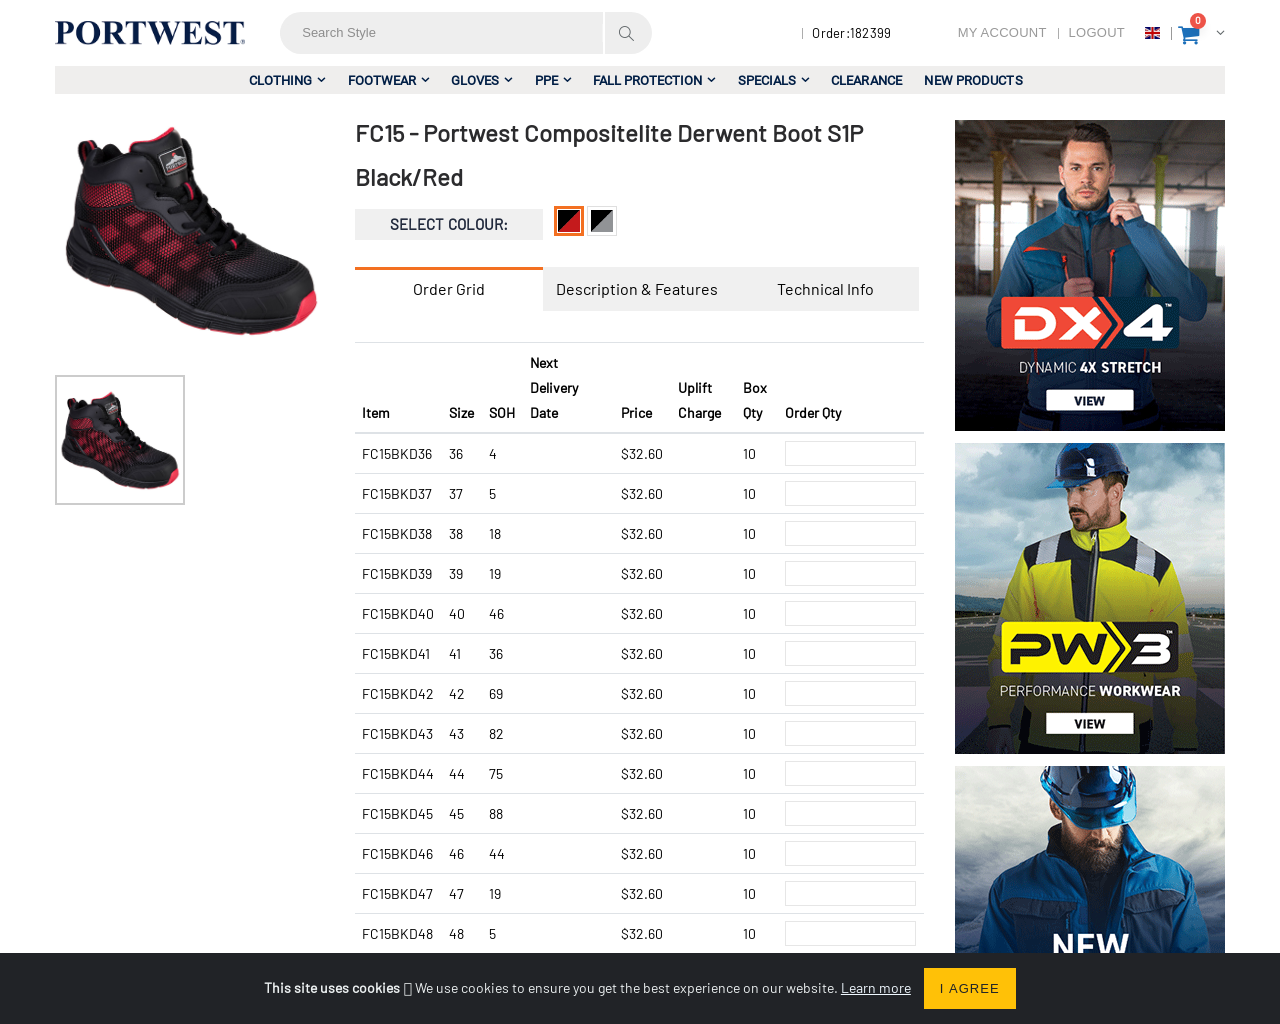 PORTWEST
Search Style
Order:182399
MY ACCOUNT
LOGOUT
0
CLOTHING FOOTWEAR GLOVES PPE FALL PROTECTION SPECIALS CLEARANCE NEW PRODUCTS
FC15 - Portwest Compositelite Derwent Boot S1P
Black/Red
SELECT COLOUR:
Order Grid Description & Features Technical Info
Item Size SOH Next Delivery Date Price Uplift Charge Box Qty Order Qty
FC15BKD36 36 4 $32.60 10
FC15BKD37 37 5 $32.60 10
FC15BKD38 38 18 $32.60 10
FC15BKD39 39 19 $32.60 10
FC15BKD40 40 46 $32.60 10
FC15BKD41 41 36 $32.60 10
FC15BKD42 42 69 $32.60 10
FC15BKD43 43 82 $32.60 10
FC15BKD44 44 75 $32.60 10
FC15BKD45 45 88 $32.60 10
FC15BKD46 46 44 $32.60 10
FC15BKD47 47 19 $32.60 10
FC15BKD48 48 5 $32.60 10
DX4™
DYNAMIC 4X STRETCH
VIEW
PW3™
PERFORMANCE WORKWEAR
VIEW
NEW
This site uses cookies We use cookies to ensure you get the best experience on our website. Learn more
I AGREE